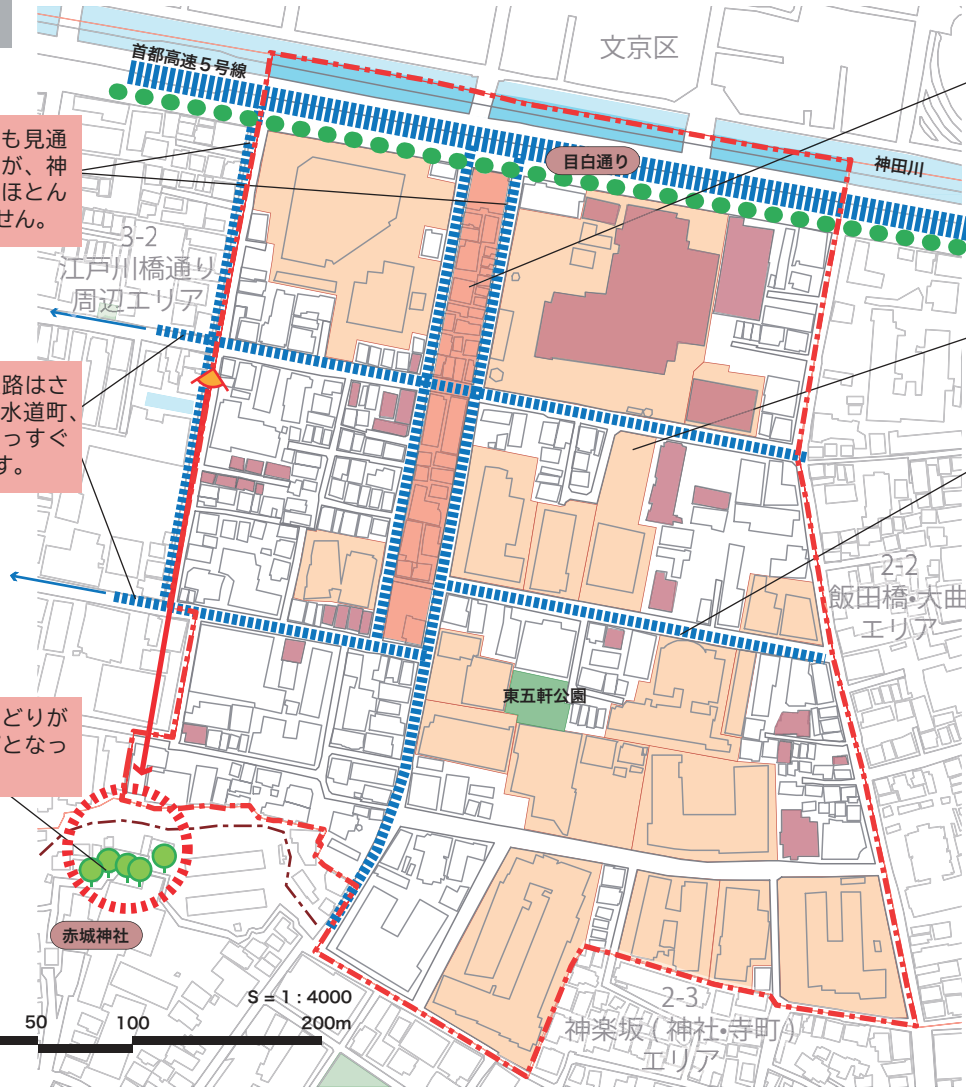 文京区
首都高速5号線
目白通り
神田川
も見通
が、神
ほとん
せん。
3-2
江戸川橋通り
周辺エリア
路はさ
水道町、
っすぐ
す。
2-2
飯田橋・大曲
エリア
東五軒公園
どりが
となっ
赤城神社
S = 1 : 4000
50 100 200m
2-3
神楽坂（神社・寺町）
エリア